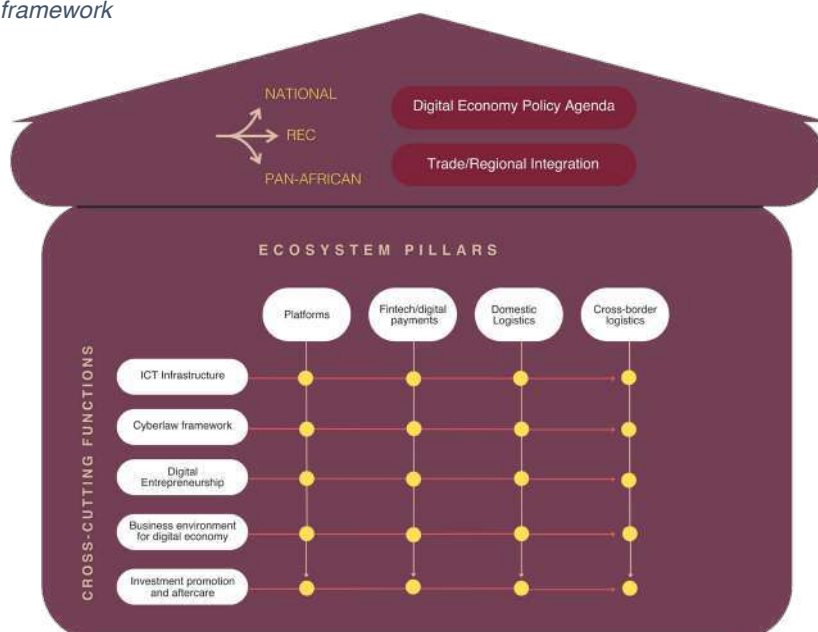 framework
NATIONAL
REC
PAN-AFRICAN
Digital Economy Policy Agenda
Trade/Regional Integration
ECOSYSTEM PILLARS
Platforms
Fintech/digital
payments
Domestic
Logistics
Cross-border
logistics
CROSS-CUTTING FUNCTIONS
ICT Infrastructure
Cyberlaw framework
Digital
Entrepreneurship
Business environment
for digital economy
Investment promotion
and aftercare